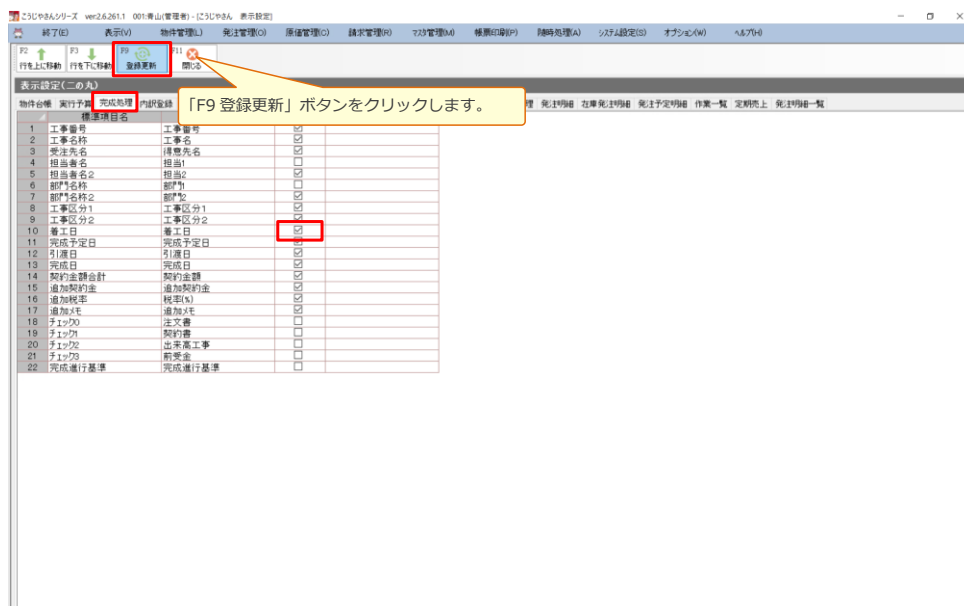 こうじやさんシリーズ ver.2.6.261.1 001:青山(管理者) - [こうじやさん 表示設定]
終了(E) 表示(V) 物件管理(L) 発注管理(O) 原価管理(C) 請求管理(R) マスタ管理(M) 帳票印刷(P) 随時処理(A) システム設定(S) オプション(W) ヘルプ(H)
F2 F3 F9 F11
行を上に移動 行を下に移動 登録更新 閉じる
表示設定(二の丸)
物件台帳 実行予算 完成処理 内訳登録 理 発注明細 在庫発注明細 発注予定明細 作業一覧 定期売上 発注明細一覧
「F9 登録更新」ボタンをクリックします。
標準項目名
1 工事番号 工事番号
2 工事名称 工事名
3 受注先名 得意先名
4 担当者名 担当1
5 担当者名2 担当2
6 部門名称 部門1
7 部門名称2 部門2
8 工事区分1 工事区分1
9 工事区分2 工事区分2
10 着工日 着工日
11 完成予定日 完成予定日
12 引渡日 引渡日
13 完成日 完成日
14 契約金額合計 契約金額
15 追加契約金 追加契約金
16 追加税率 税率(%)
17 追加メモ 追加メモ
18 チェック0 注文書
19 チェック1 契約書
20 チェック2 出来高工事
21 チェック3 前受金
22 完成進行基準 完成進行基準